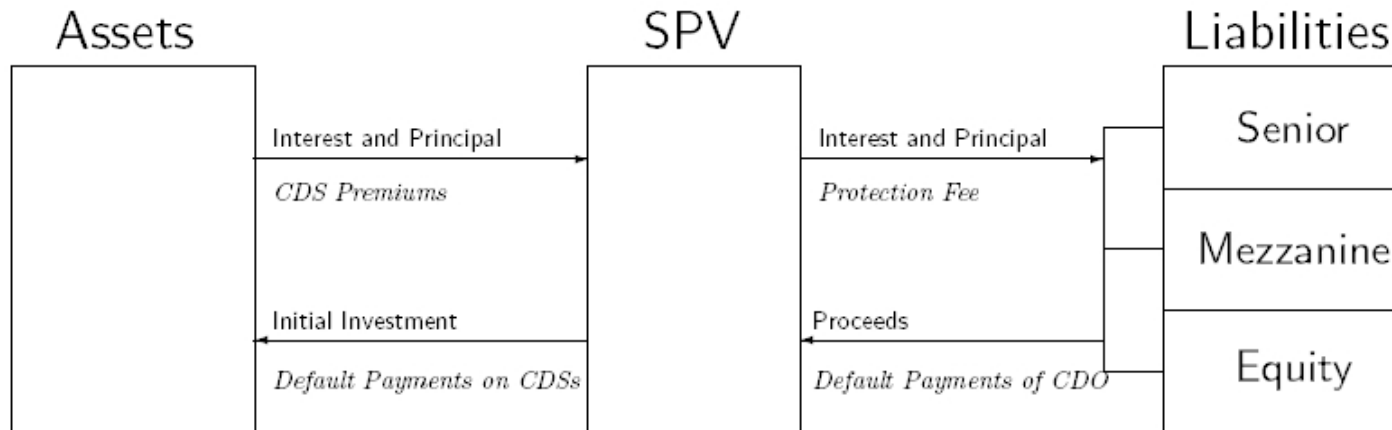 Assets
SPV
Liabilities
Interest and Principal
CDS Premiums
Initial Investment
Default Payments on CDSs
Interest and Principal
Protection Fee
Proceeds
Default Payments of CDO
Senior
Mezzanine
Equity